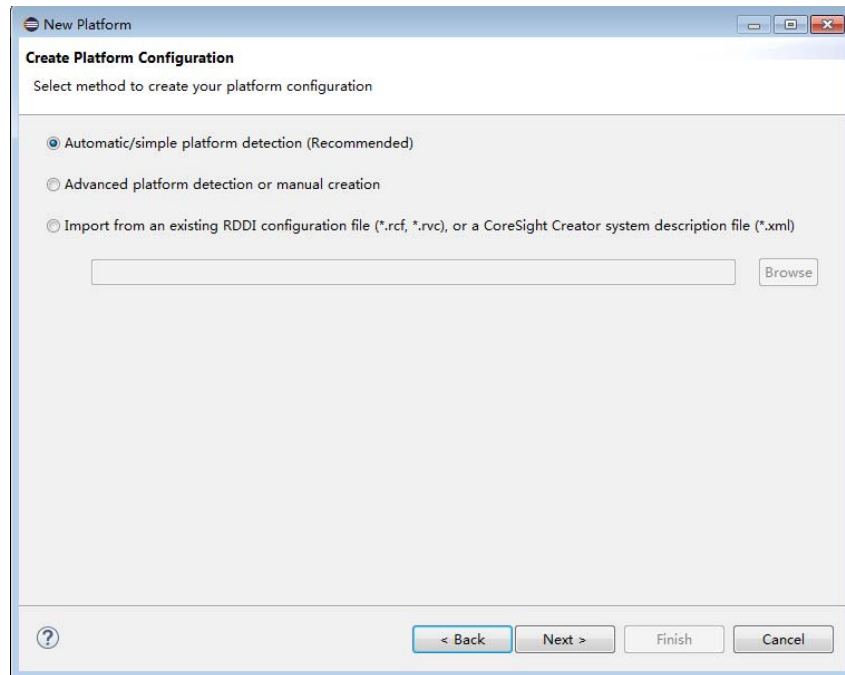 New Platform
Create Platform Configuration
Select method to create your platform configuration
Automatic/simple platform detection (Recommended)
Advanced platform detection or manual creation
Import from an existing RDDI configuration file (*.rcf, *.rvc), or a CoreSight Creator system description file (*.xml)
Browse
? < Back Next > Finish Cancel